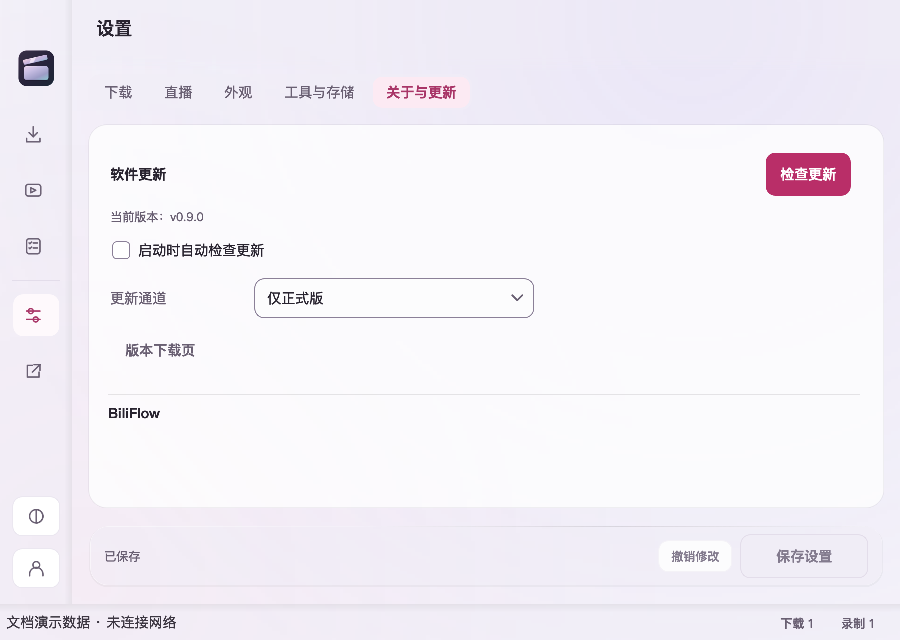 设置
下载 直播 外观 工具与存储 关于与更新
软件更新 检查更新
当前版本：v0.9.0
启动时自动检查更新
更新通道 仅正式版
版本下载页
BiliFlow
已保存 撤销修改 保存设置
文档演示数据 · 未连接网络 下载 1 录制 1